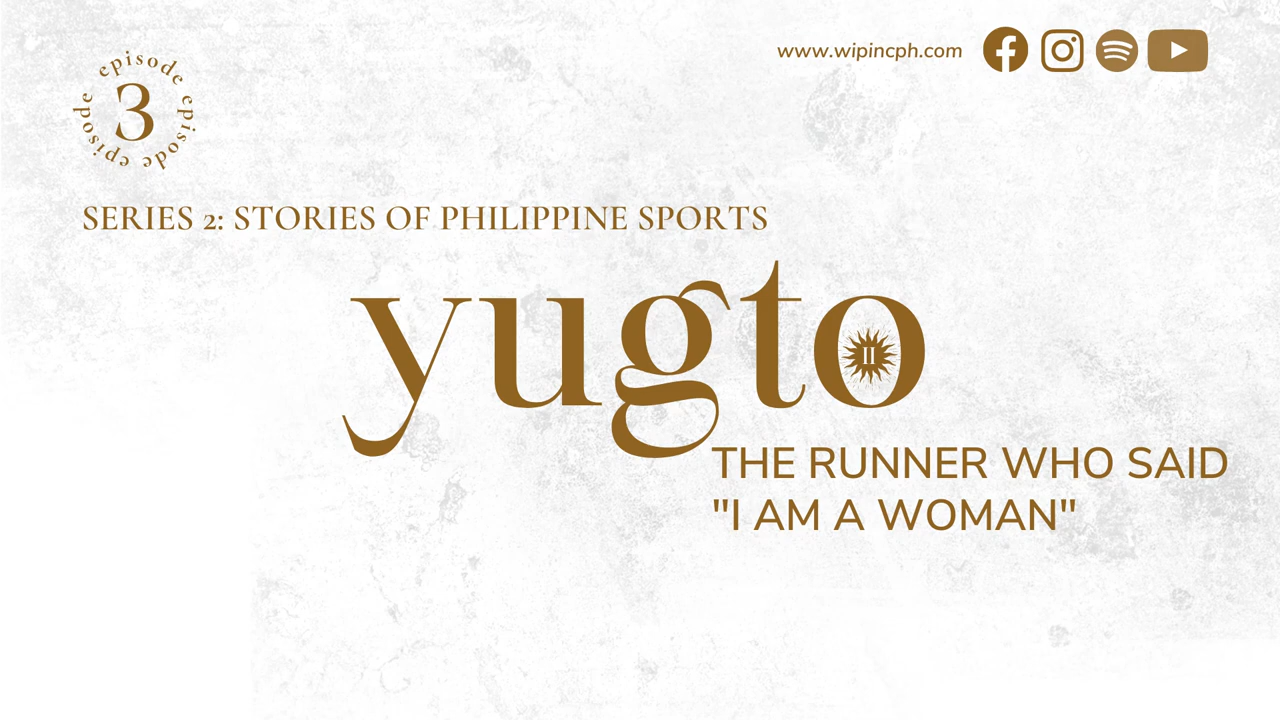 www.wipincph.com
episode episode episode episode
3
SERIES 2: STORIES OF PHILIPPINE SPORTS
yugto
II
THE RUNNER WHO SAID
"I AM A WOMAN"